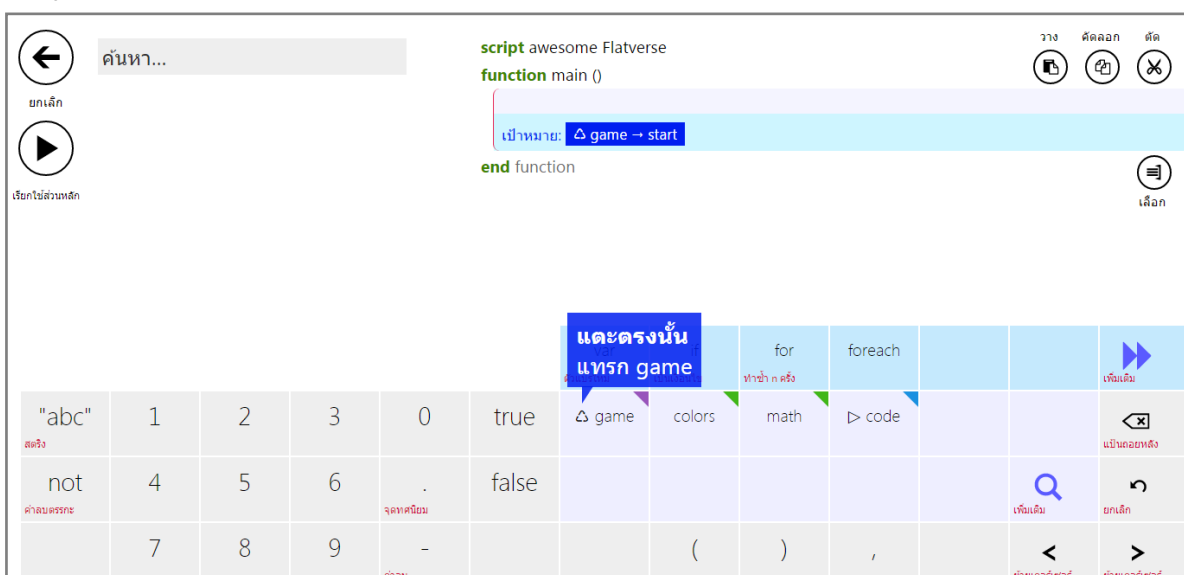 ค้นหา...
ยกเลิก
เรียกใช้ส่วนหลัก
script awesome Flatverse
function main ()
เป้าหมาย: game → start
end function
วาง คัดลอก ตัด
เลือก
แตะตรงนั้น
แทรก game
for foreach
ทำซ้ำ n ครั้ง เพิ่มเติม
"abc" 1 2 3 0 true game colors math code
สตริง แป้นถอยหลัง
not 4 5 6 . false
ค่าลบตรรกะ จุดทศนิยม เพิ่มเติม ยกเลิก
7 8 9 - ( ) , < >